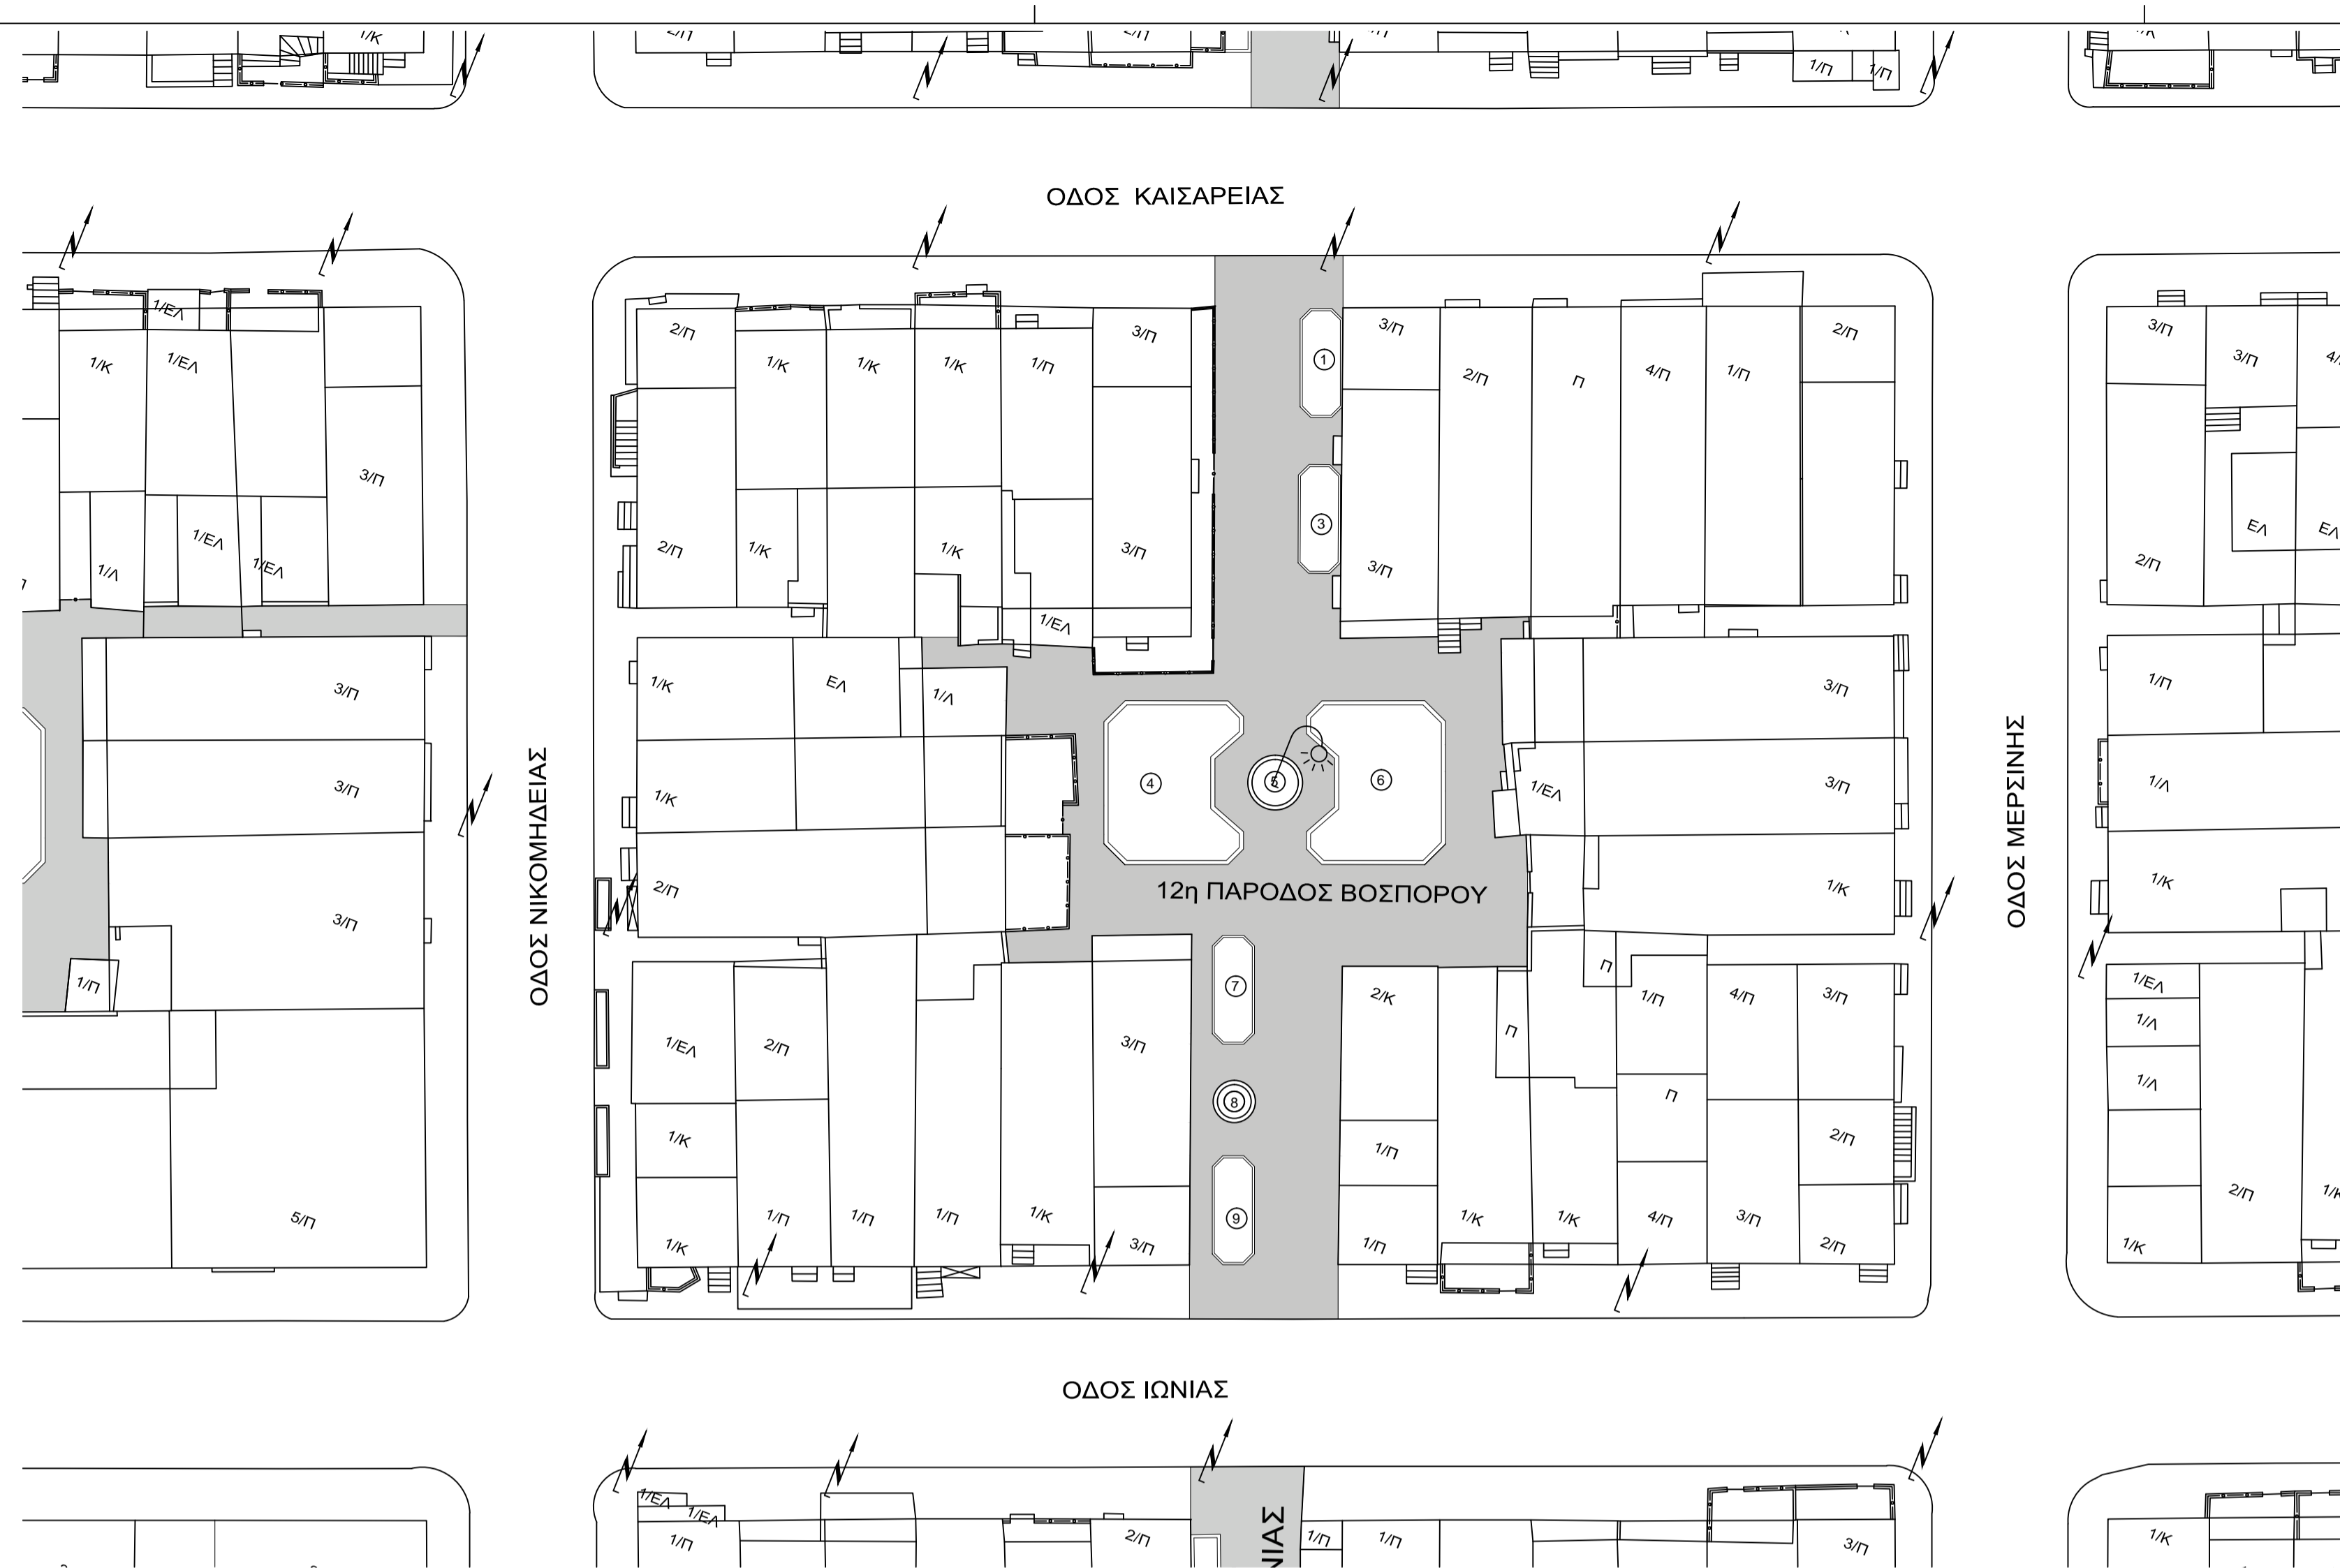 1/Κ
2/Π
2/Π
1/Π
1/Π
ΟΔΟΣ ΚΑΙΣΑΡΕΙΑΣ
1/ΕΛ
1/Κ
1/ΕΛ
3/Π
1/Λ
1/ΕΛ
1/ΕΛ
2/Π
1/Κ
1/Κ
1/Κ
1/Π
3/Π
2/Π
1/Κ
1/Κ
3/Π
1/ΕΛ
1
3
3/Π
2/Π
Π
4/Π
1/Π
2/Π
3/Π
3/Π
3/Π
ΕΛ
ΕΛ
2/Π
3/Π
3/Π
3/Π
1/Π
5/Π
ΟΔΟΣ ΝΙΚΟΜΗΔΕΙΑΣ
1/Κ
ΕΛ
1/Λ
1/Κ
2/Π
4
5
6
12η ΠΑΡΟΔΟΣ ΒΟΣΠΟΡΟΥ
3/Π
1/ΕΛ
3/Π
1/Κ
ΟΔΟΣ ΜΕΡΣΙΝΗΣ
1/Π
1/Λ
1/Κ
1/ΕΛ
2/Π
1/Κ
1/Κ
1/Π
1/Π
1/Π
1/Κ
3/Π
3/Π
7
8
9
2/Κ
Π
Π
1/Π
4/Π
3/Π
Π
1/Π
2/Π
1/Π
1/Κ
1/Κ
4/Π
3/Π
2/Π
1/ΕΛ
1/Λ
1/Λ
2/Π
1/Κ
1/Κ
ΟΔΟΣ ΙΩΝΙΑΣ
1/ΕΛ
1/ΕΛ
1/Π
2/Π
ΝΙΑΣ
1/Π
1/Π
3/Π
1/Κ